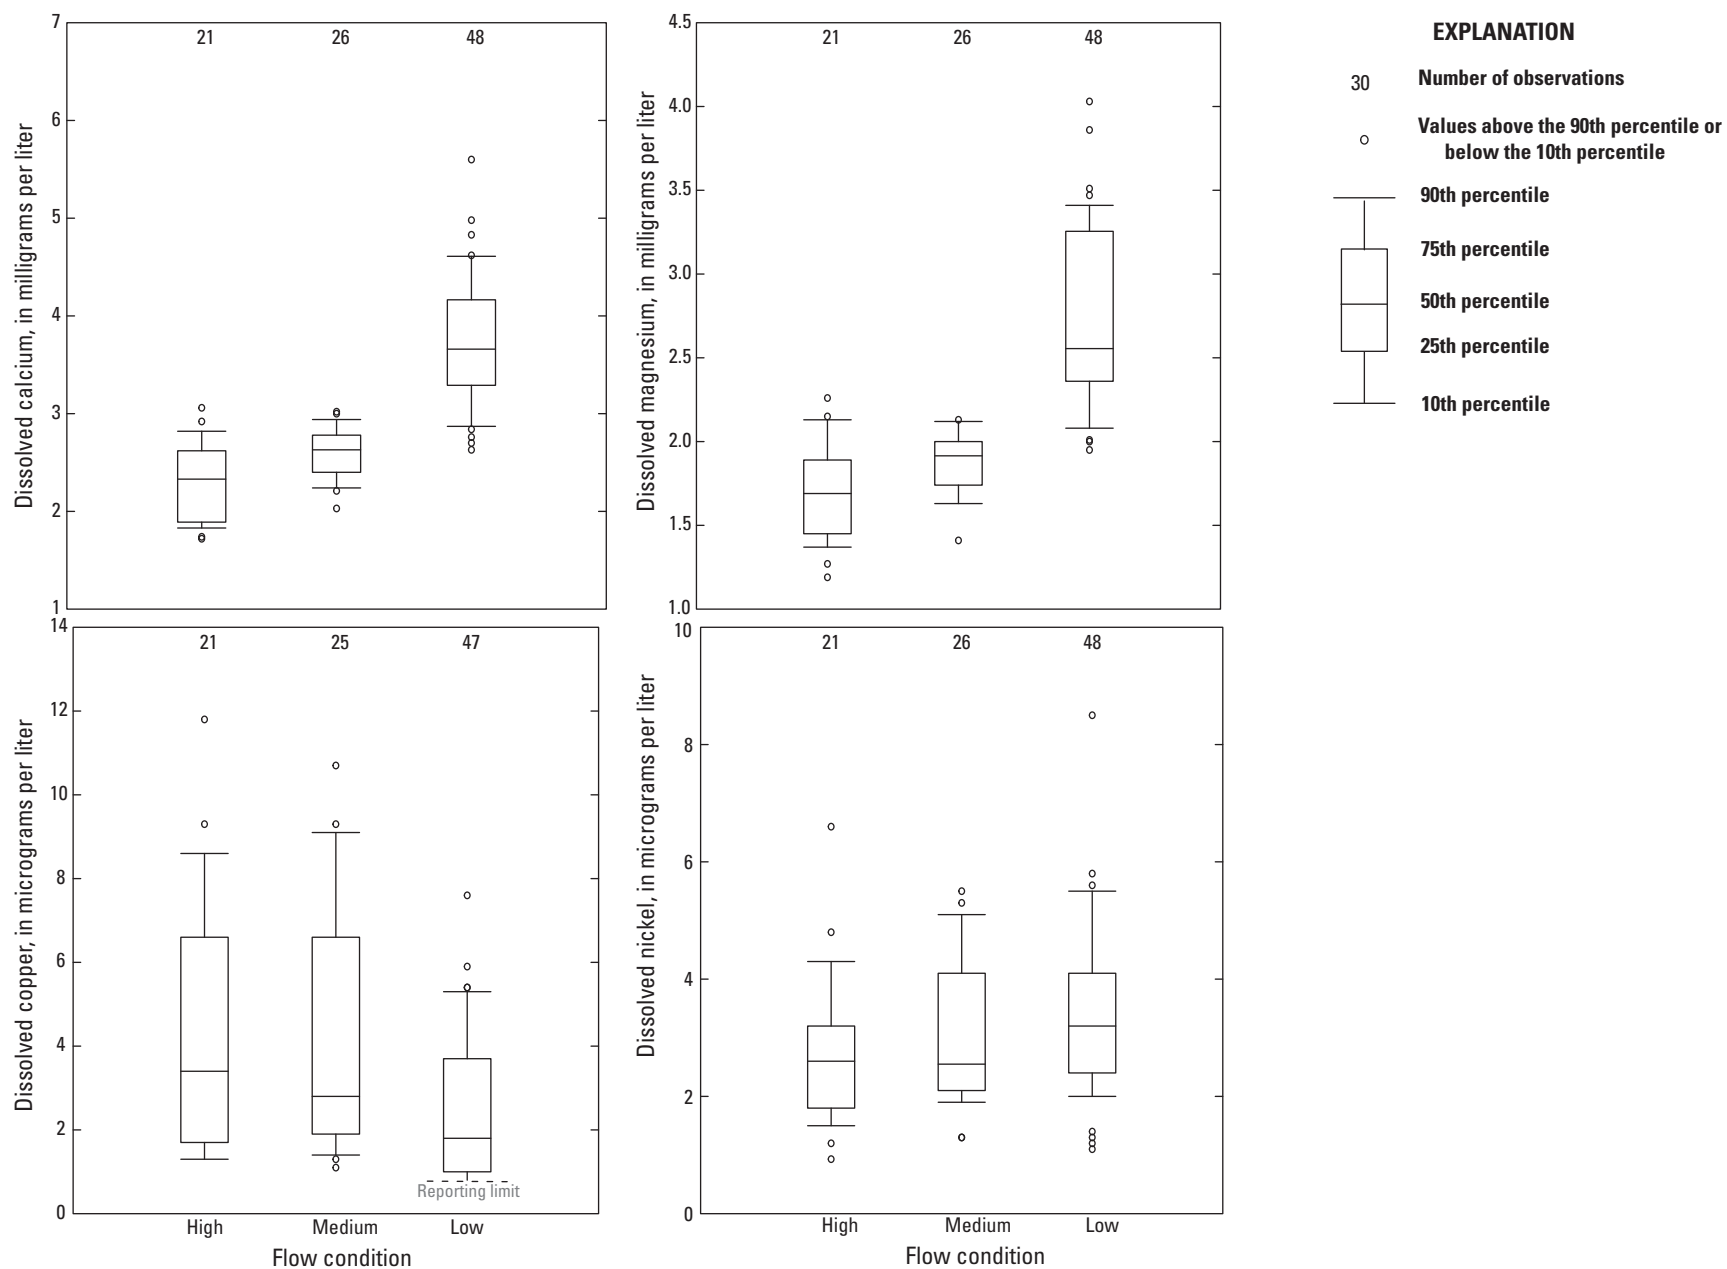 7
6
5
4
3
2
1
Dissolved calcium, in milligrams per liter
21
26
48
4.5
4.0
3.5
3.0
2.5
2.0
1.5
1.0
Dissolved magnesium, in milligrams per liter
21
26
48
EXPLANATION
30
Number of observations
Values above the 90th percentile or
below the 10th percentile
90th percentile
75th percentile
50th percentile
25th percentile
10th percentile
14
12
10
8
6
4
2
0
Dissolved copper, in micrograms per liter
21
25
47
Reporting limit
High
Medium
Low
Flow condition
10
8
6
4
2
0
Dissolved nickel, in micrograms per liter
21
26
48
High
Medium
Low
Flow condition